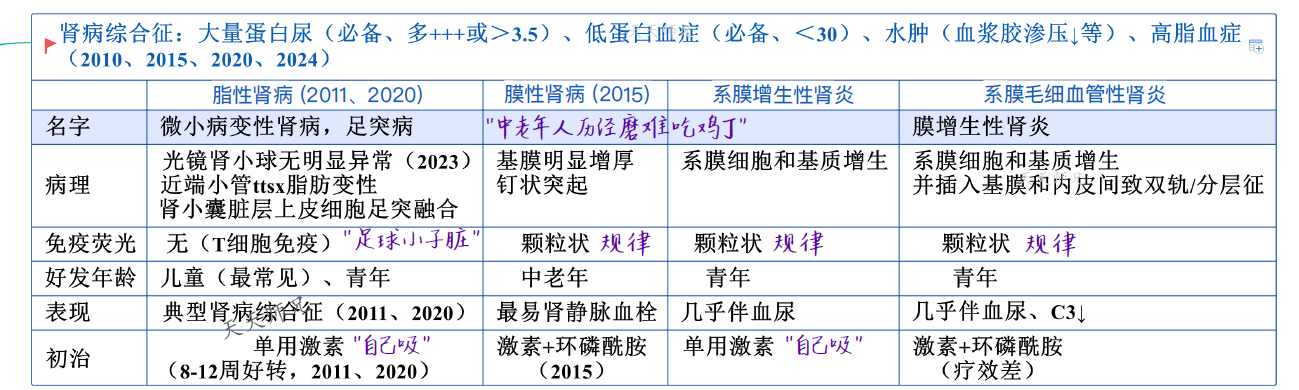 肾病综合征：大量蛋白尿（必备、多+++或＞3.5）、低蛋白血症（必备、＜30）、水肿（血浆胶渗压↓等）、高脂血症
（2010、2015、2020、2024）
脂性肾病 (2011、2020) 膜性肾病 (2015) 系膜增生性肾炎 系膜毛细血管性肾炎
名字 微小病变性肾病，足突病 "中老年人历经磨难吃鸡丁" 膜增生性肾炎
病理 光镜肾小球无明显异常（2023） 基膜明显增厚 系膜细胞和基质增生 系膜细胞和基质增生
近端小管ttsx脂肪变性 钉状突起 并插入基膜和内皮间致双轨/分层征
肾小囊脏层上皮细胞足突融合
免疫荧光 无（T细胞免疫）"足球小子脏" 颗粒状 规律 颗粒状 规律 颗粒状 规律
好发年龄 儿童（最常见）、青年 中老年 青年 青年
表现 典型肾病综合征（2011、2020） 最易肾静脉血栓 几乎伴血尿 几乎伴血尿、C3↓
初治 单用激素 "自己吸" 激素+环磷酰胺 单用激素 "自己吸" 激素+环磷酰胺
（8-12周好转，2011、2020） （2015） （疗效差）